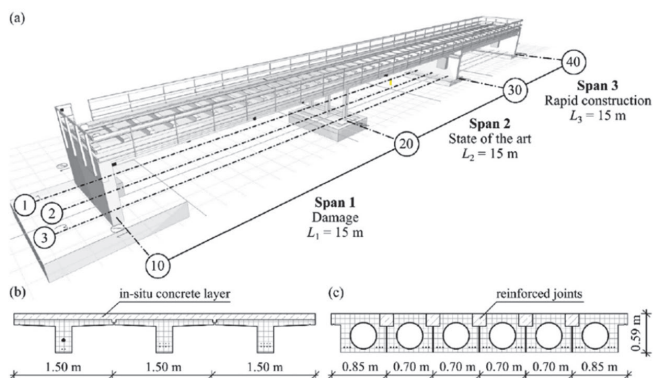 (a)
40
30
Span 3
Rapid construction
L₃ = 15 m
20
Span 2
State of the art
L₂ = 15 m
1
2
3
Span 1
Damage
L₁ = 15 m
10
(b)
in-situ concrete layer
(c)
reinforced joints
0.59 m
1.50 m 1.50 m 1.50 m
0.85 m 0.70 m 0.70 m 0.70 m 0.70 m 0.85 m